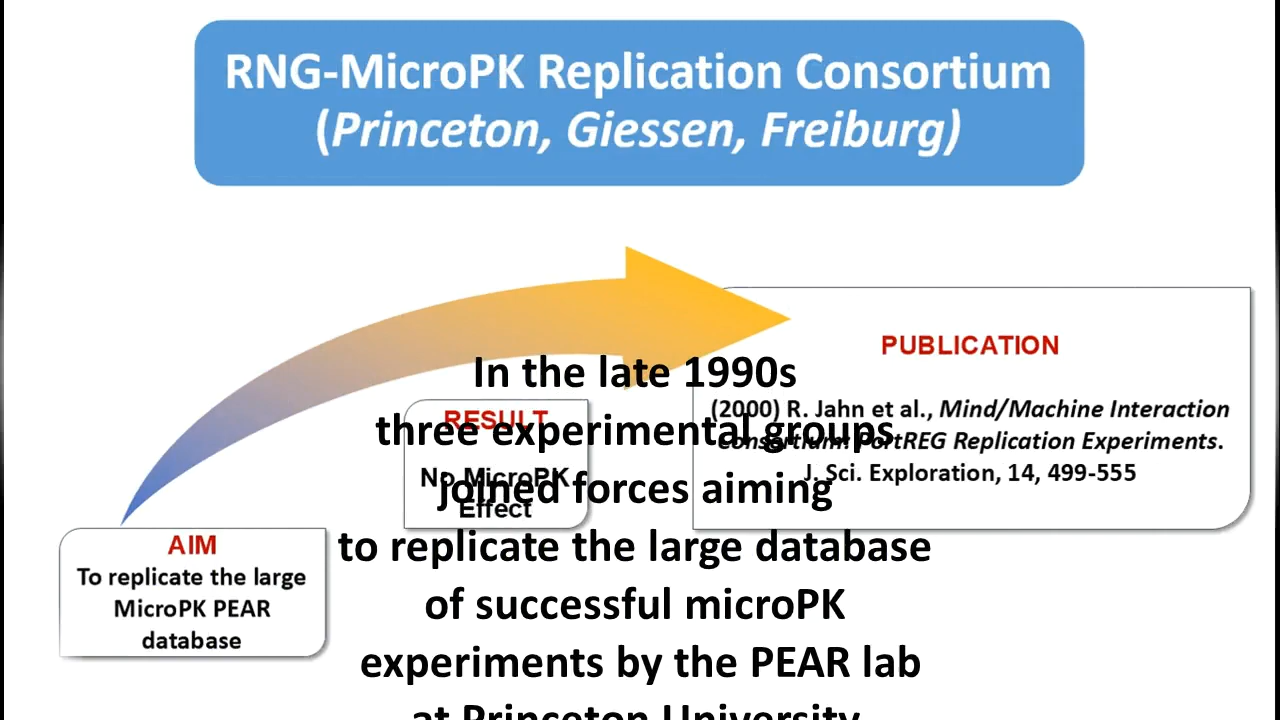 RNG-MicroPK Replication Consortium
(Princeton, Giessen, Freiburg)
PUBLICATION
(2000) R. Jahn et al., Mind/Machine Interaction
Consortium: PortREG Replication Experiments.
J. Sci. Exploration, 14, 499-555
RESULT
No MicroPK
Effect
AIM
To replicate the large
MicroPK PEAR
database
In the late 1990s
three experimental groups
joined forces aiming
to replicate the large database
of successful microPK
experiments by the PEAR lab
at Princeton University